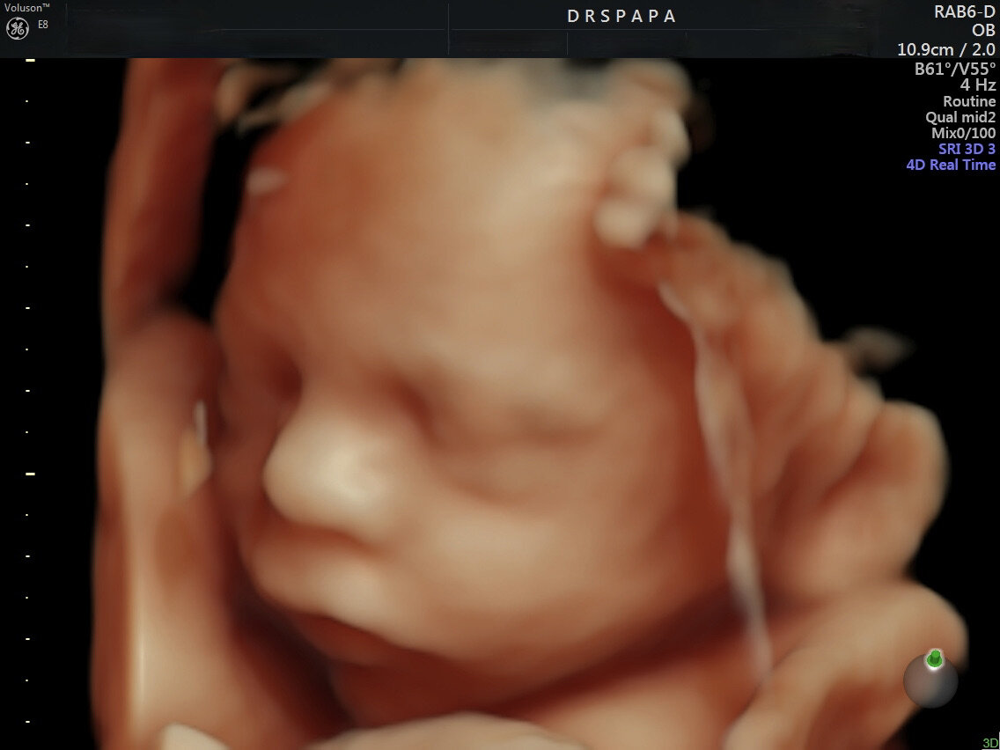 Voluson™
E8
DRSPAPA
RAB6-D
OB
10.9cm / 2.0
B61°/V55°
4 Hz
Routine
Qual mid2
Mix0/100
SRI 3D 3
4D Real Time
3D